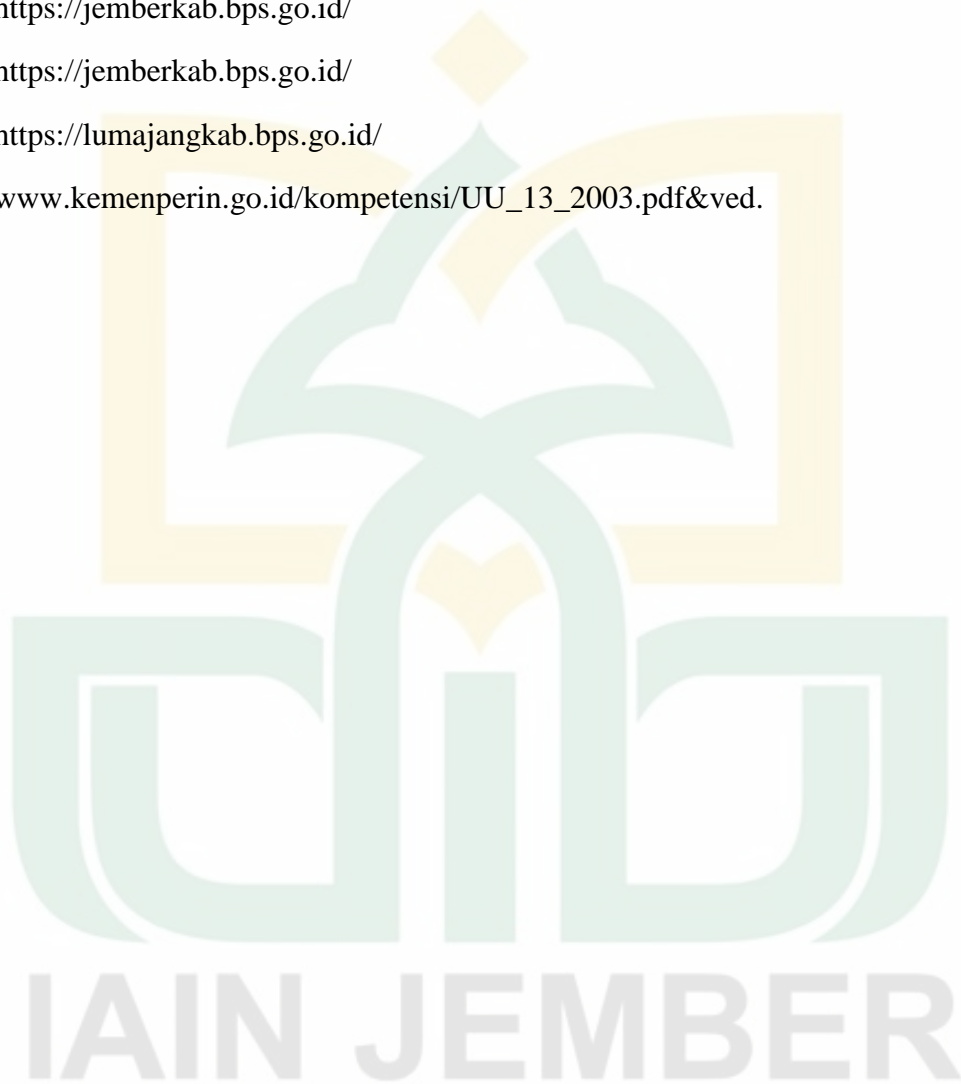 https://jemberkab.bps.go.id/
https://jemberkab.bps.go.id/
https://lumajangkab.bps.go.id/
www.kemenperin.go.id/kompetensi/UU_13_2003.pdf&ved.
IAIN JEMBER